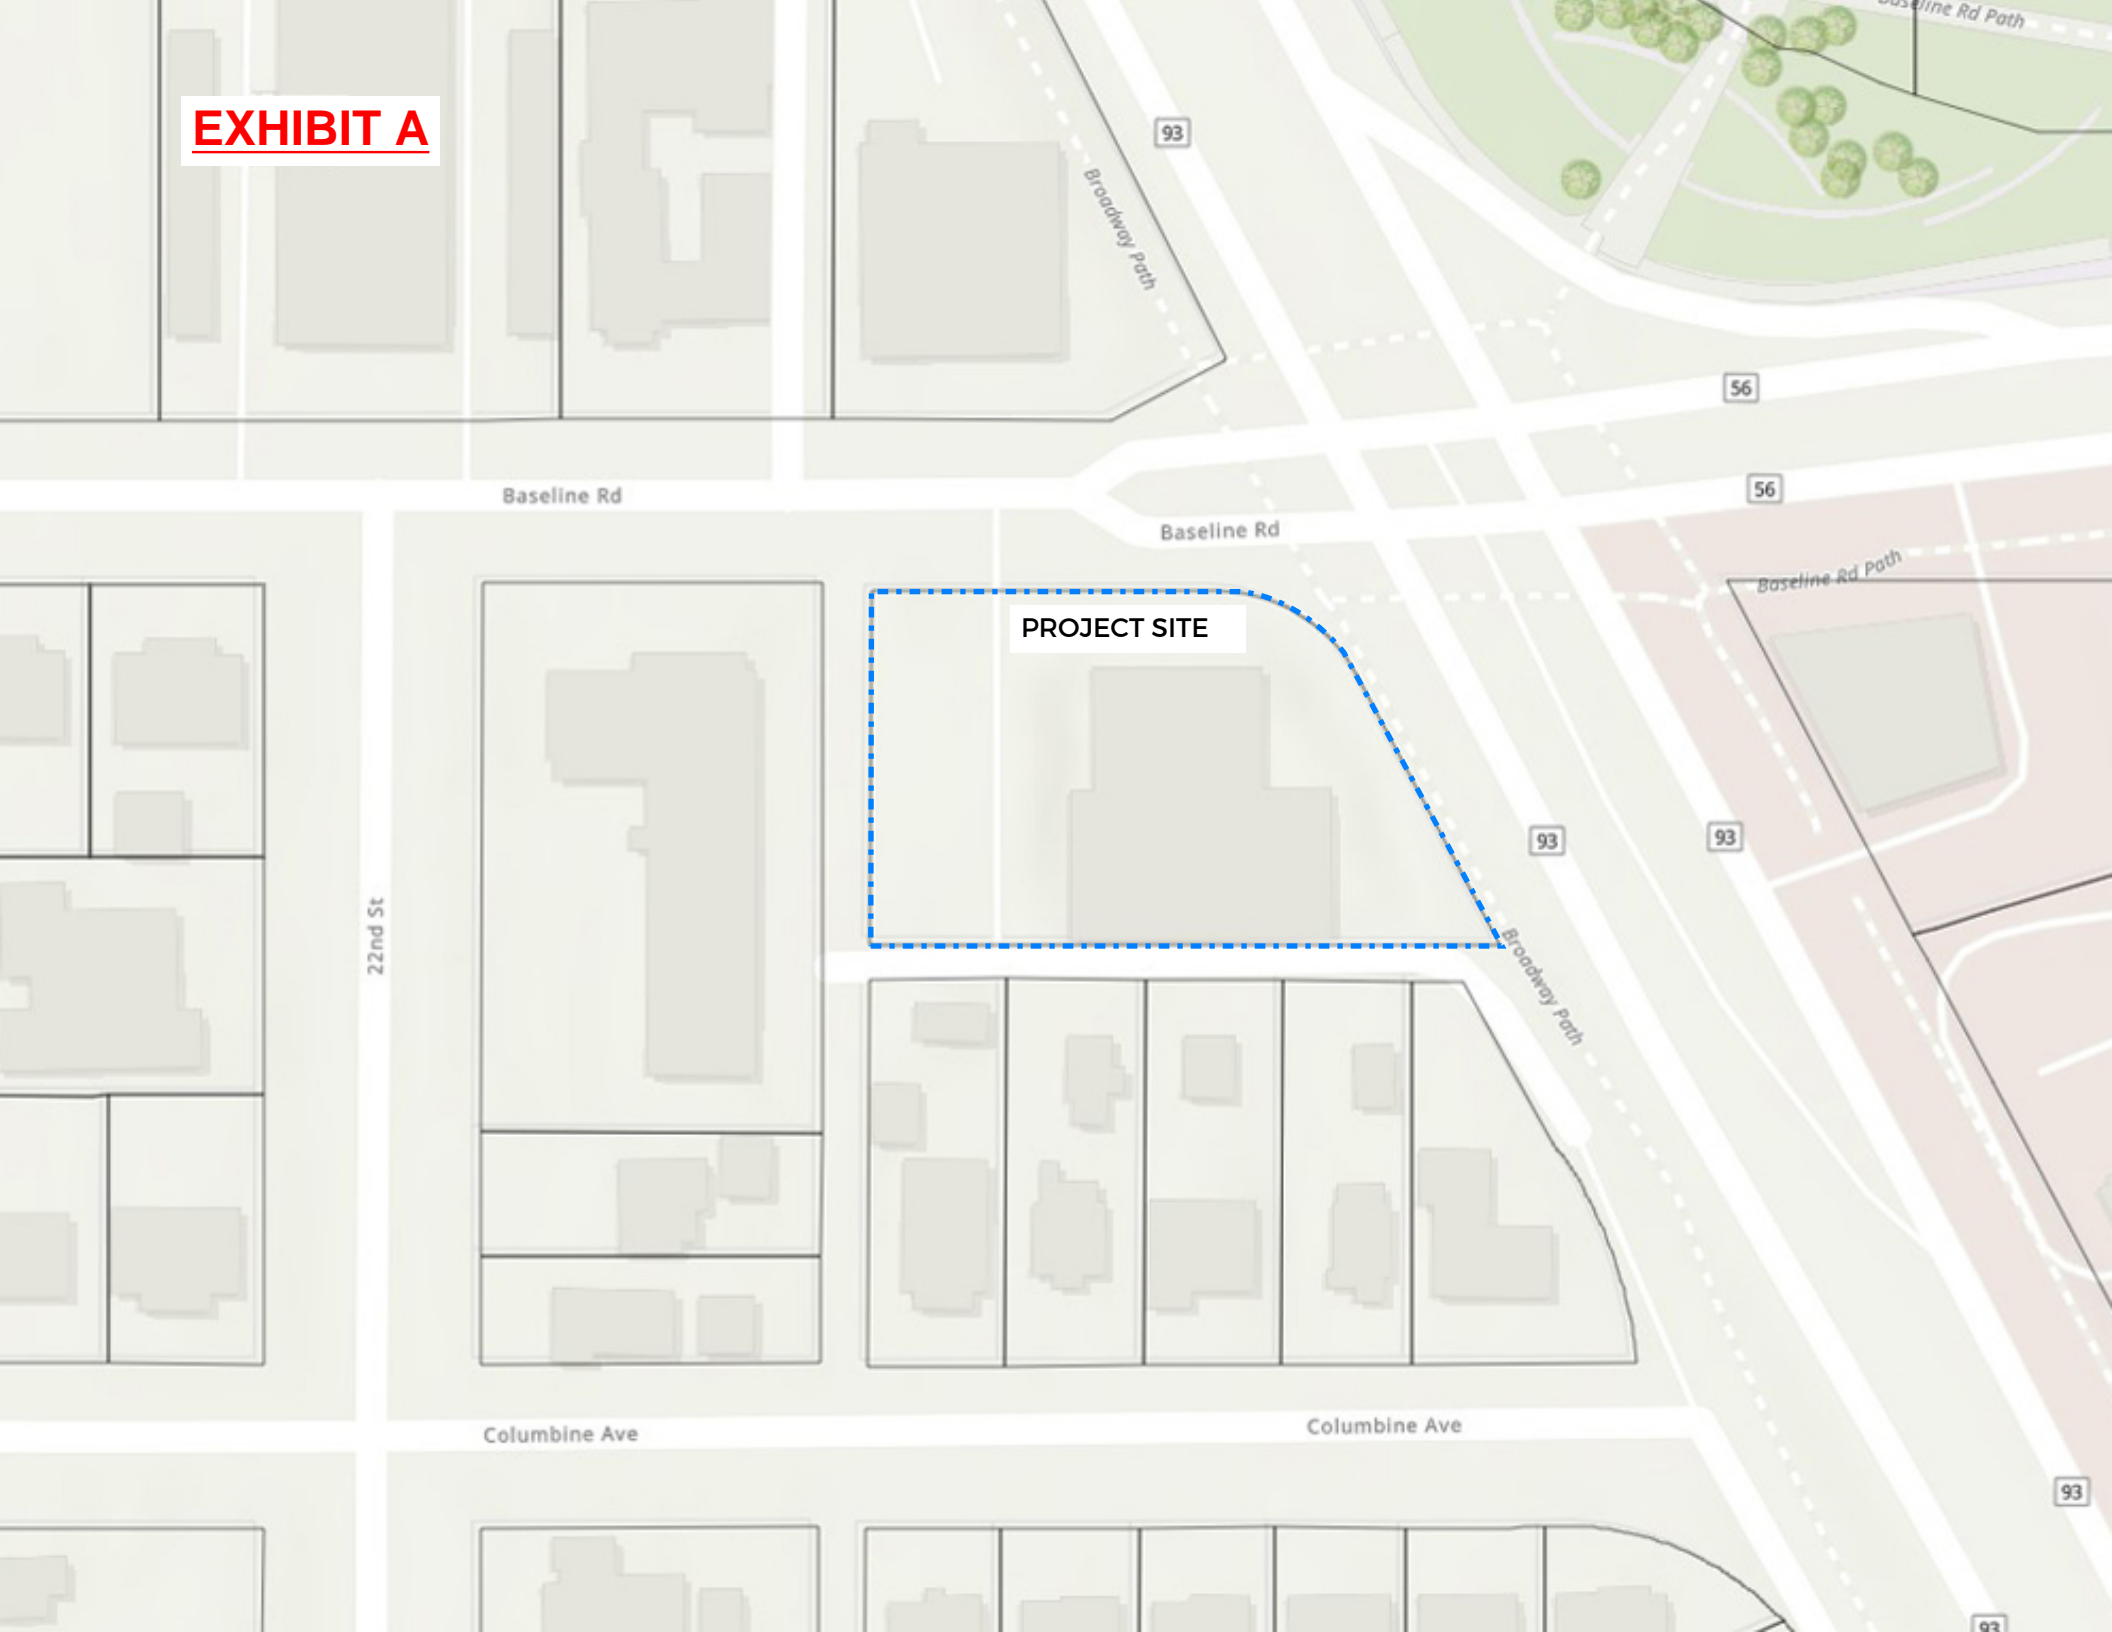 Baseline Rd Path
EXHIBIT A
93
Broadway Path
56
56
Baseline Rd
Baseline Rd
Baseline Rd Path
PROJECT SITE
93
93
22nd St
Broadway Path
Columbine Ave
Columbine Ave
93
93